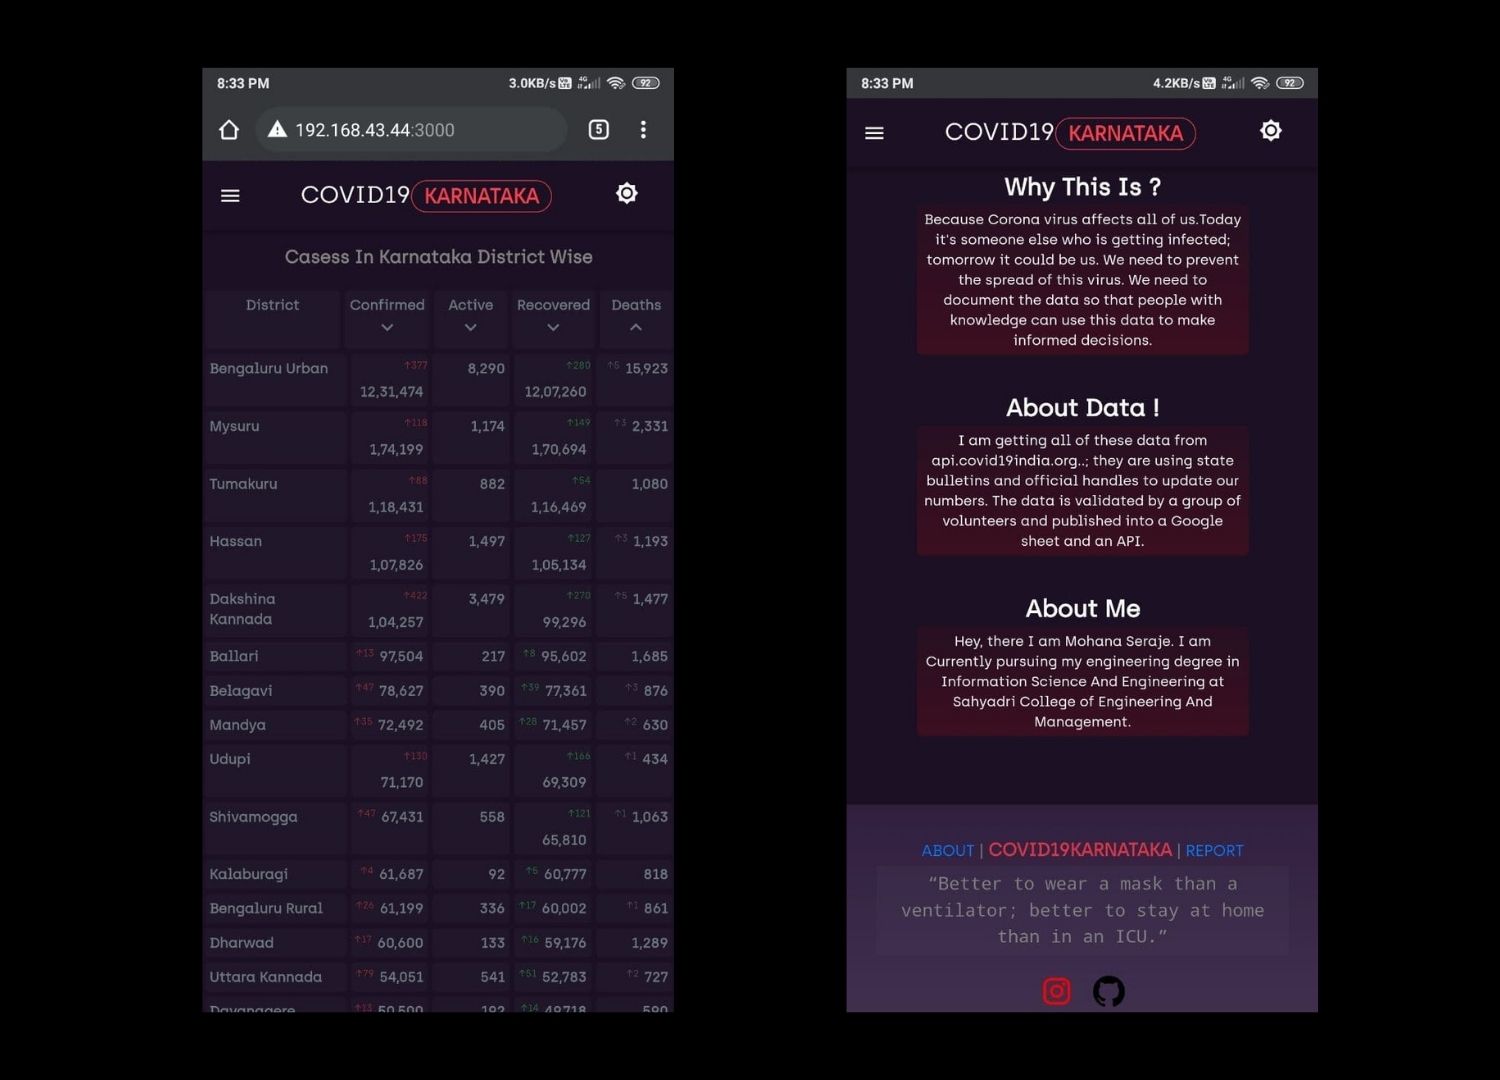 8:33 PM 3.0KB/s 4G 92
192.168.43.44:3000 5
COVID19 KARNATAKA
Casess In Karnataka District Wise
District Confirmed Active Recovered Deaths
Bengaluru Urban ↑377 12,31,474 8,290 ↑280 12,07,260 ↑5 15,923
Mysuru ↑118 1,74,199 1,174 ↑149 1,70,694 ↑3 2,331
Tumakuru ↑88 1,18,431 882 ↑54 1,16,469 1,080
Hassan ↑175 1,07,826 1,497 ↑127 1,05,134 ↑3 1,193
Dakshina Kannada ↑422 1,04,257 3,479 ↑270 99,296 ↑5 1,477
Ballari ↑13 97,504 217 ↑8 95,602 1,685
Belagavi ↑47 78,627 390 ↑39 77,361 ↑3 876
Mandya ↑35 72,492 405 ↑28 71,457 ↑2 630
Udupi ↑130 71,170 1,427 ↑166 69,309 ↑1 434
Shivamogga ↑47 67,431 558 ↑121 65,810 ↑1 1,063
Kalaburagi ↑4 61,687 92 ↑5 60,777 818
Bengaluru Rural ↑26 61,199 336 ↑17 60,002 ↑1 861
Dharwad ↑17 60,600 133 ↑16 59,176 1,289
Uttara Kannada ↑79 54,051 541 ↑51 52,783 ↑2 727
Davanagere ↑13 50,500 192 ↑14 49,718 590
8:33 PM 4.2KB/s 4G 92
COVID19 KARNATAKA
Why This Is ?
Because Corona virus affects all of us.Today
it's someone else who is getting infected;
tomorrow it could be us. We need to prevent
the spread of this virus. We need to
document the data so that people with
knowledge can use this data to make
informed decisions.
About Data !
I am getting all of these data from
api.covid19india.org..; they are using state
bulletins and official handles to update our
numbers. The data is validated by a group of
volunteers and published into a Google
sheet and an API.
About Me
Hey, there I am Mohana Seraje. I am
Currently pursuing my engineering degree in
Information Science And Engineering at
Sahyadri College of Engineering And
Management.
ABOUT | COVID19KARNATAKA | REPORT
“Better to wear a mask than a
ventilator; better to stay at home
than in an ICU.”